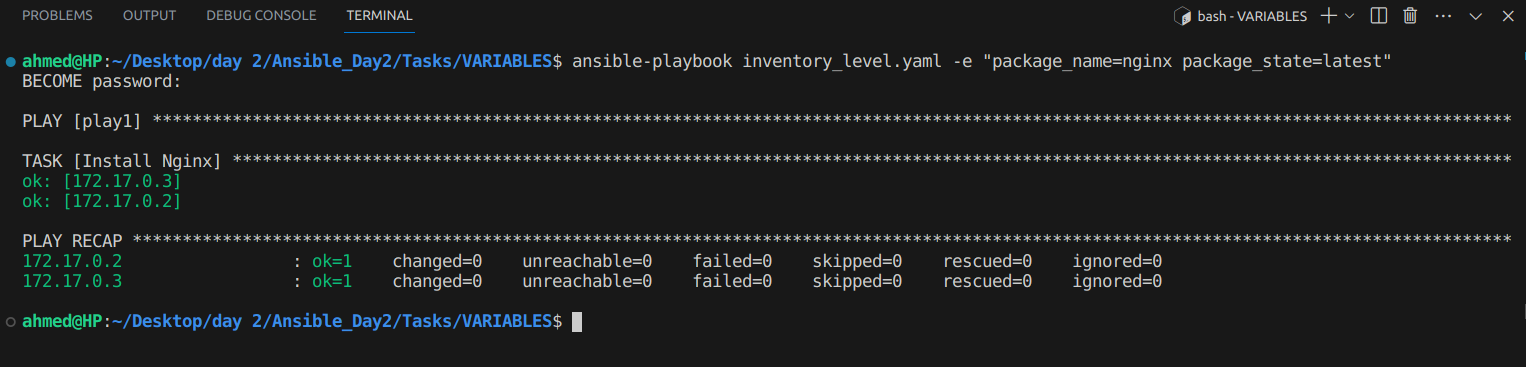 PROBLEMS OUTPUT DEBUG CONSOLE TERMINAL bash - VARIABLES
ahmed@HP:~/Desktop/day 2/Ansible_Day2/Tasks/VARIABLES$ ansible-playbook inventory_level.yaml -e "package_name=nginx package_state=latest"
BECOME password:
PLAY [play1] ****************************************************************************************************************************************
TASK [Install Nginx] ********************************************************************************************************************************
ok: [172.17.0.3]
ok: [172.17.0.2]
PLAY RECAP ******************************************************************************************************************************************
172.17.0.2 : ok=1 changed=0 unreachable=0 failed=0 skipped=0 rescued=0 ignored=0
172.17.0.3 : ok=1 changed=0 unreachable=0 failed=0 skipped=0 rescued=0 ignored=0
ahmed@HP:~/Desktop/day 2/Ansible_Day2/Tasks/VARIABLES$